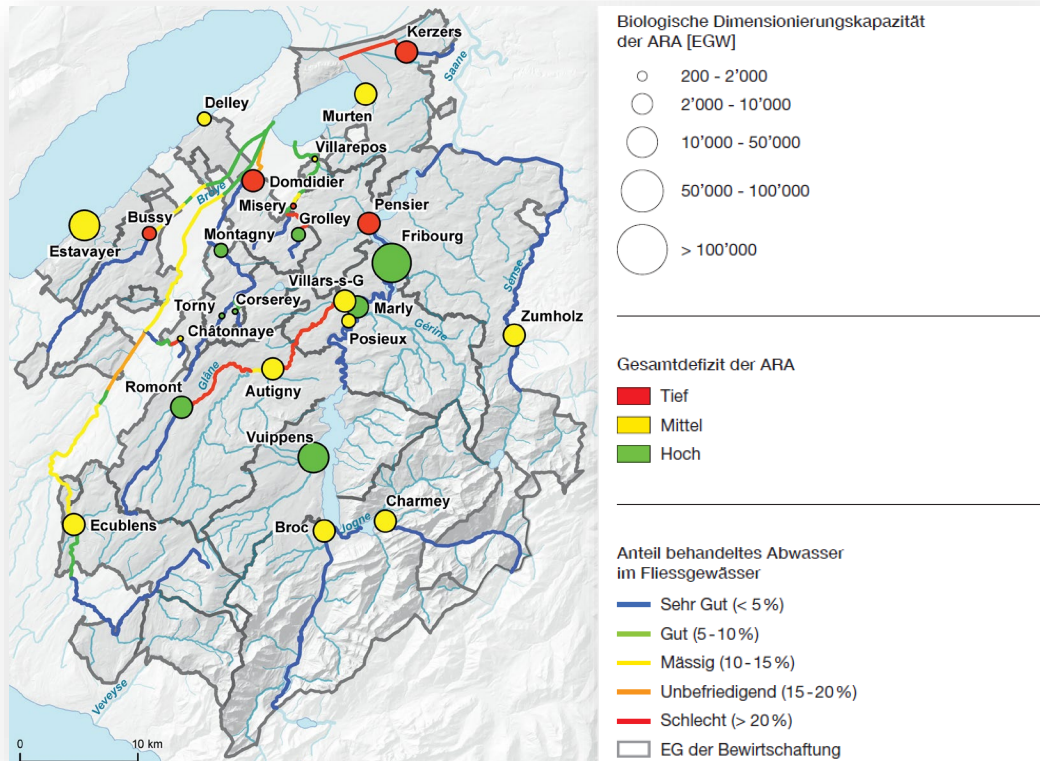 Kerzers
Saane
Delley
Murten
Villarepos
Broye
Domdidier
Misery
Bussy
Grolley
Pensier
Estavayer
Montagny
Fribourg
Villars-s-G
Sense
Torny
Corserey
Marly
Zumholz
Châtonnaye
Posieux
Gérine
Romont
Glâne
Autigny
Vuippens
Charmey
Ecublens
Broc
Jogne
Veveyse
0
10 km
Biologische Dimensionierungskapazität
der ARA [EGW]
200 - 2’000
2’000 - 10’000
10’000 - 50’000
50’000 - 100’000
> 100’000
Gesamtdefizit der ARA
Tief
Mittel
Hoch
Anteil behandeltes Abwasser
im Fliessgewässer
Sehr Gut (< 5 %)
Gut (5 - 10 %)
Mässig (10 - 15 %)
Unbefriedigend (15 - 20 %)
Schlecht (> 20 %)
EG der Bewirtschaftung